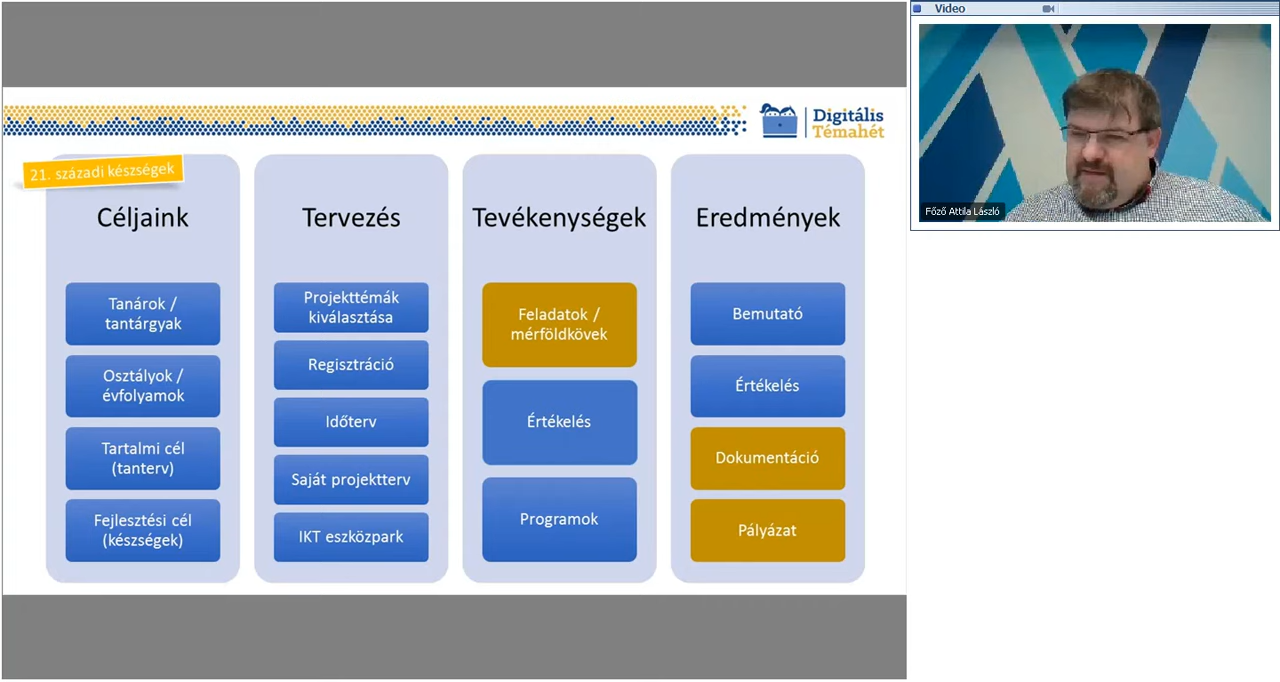 Video
Digitális
Témahét
21. századi készségek
Céljaink
Tanárok /
tantárgyak
Osztályok /
évfolyamok
Tartalmi cél
(tanterv)
Fejlesztési cél
(készségek)
Tervezés
Projekttémák
kiválasztása
Regisztráció
Időterv
Saját projektterv
IKT eszközpark
Tevékenységek
Feladatok /
mérföldkövek
Értékelés
Programok
Eredmények
Bemutató
Értékelés
Dokumentáció
Pályázat
Főző Attila László